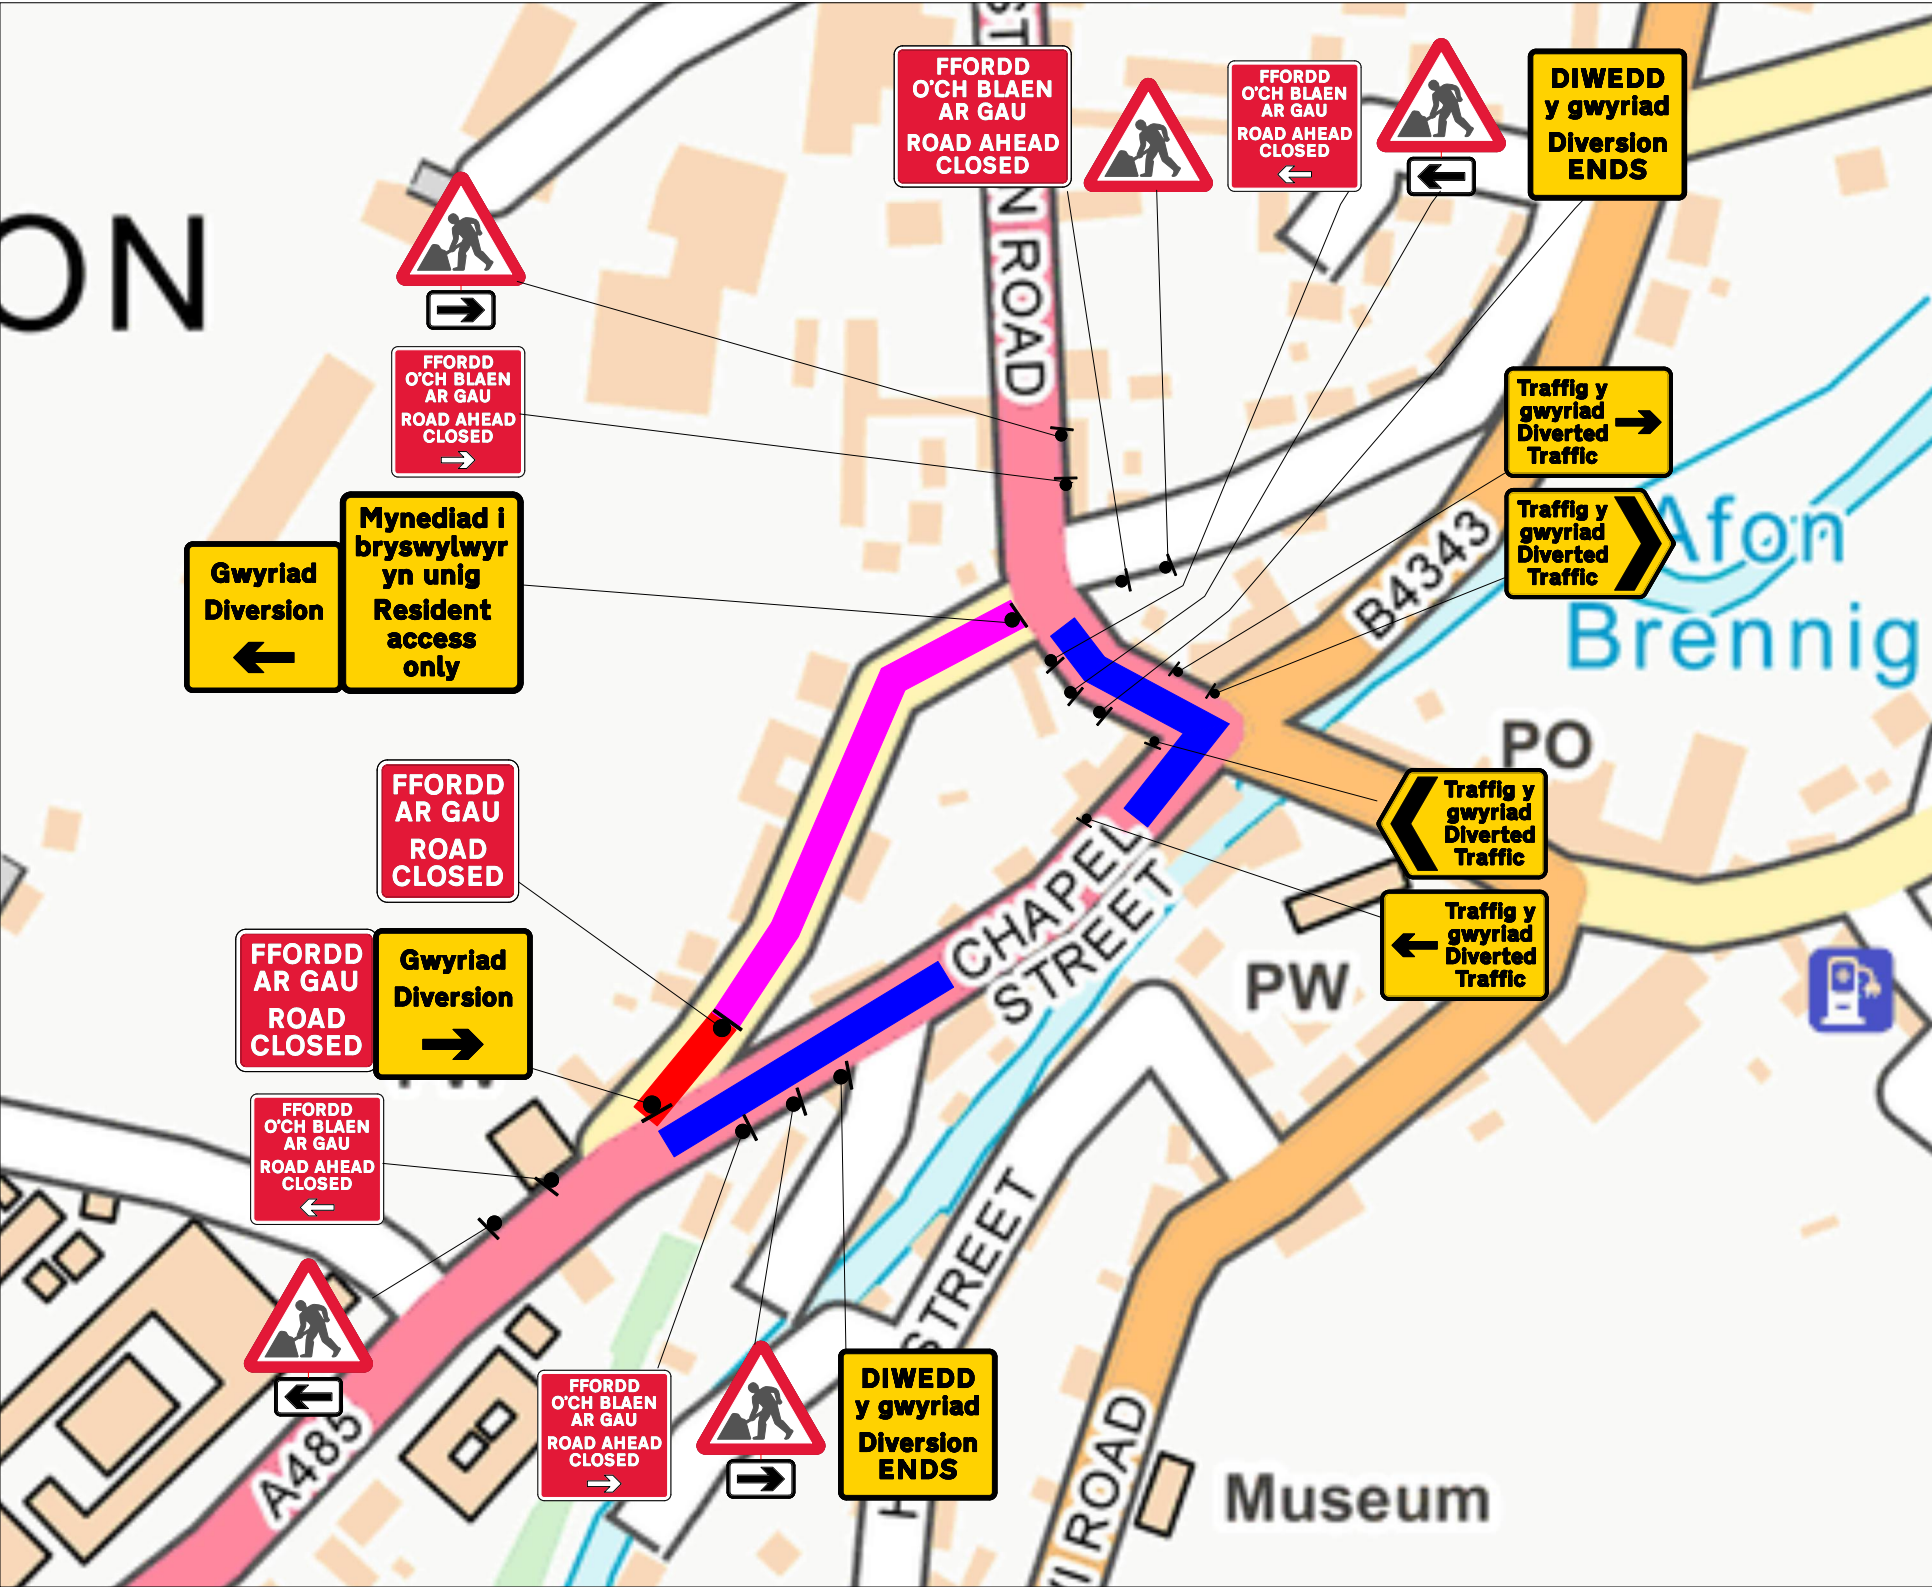 ST
N ROAD
ON
FFORDD
O'CH BLAEN
AR GAU
ROAD AHEAD
CLOSED
FFORDD
O'CH BLAEN
AR GAU
ROAD AHEAD
CLOSED
DIWEDD
y gwyriad
Diversion
ENDS
FFORDD
O'CH BLAEN
AR GAU
ROAD AHEAD
CLOSED
Traffig y
gwyriad
Diverted
Traffic
Traffig y
gwyriad
Diverted
Traffic
Afon
Brennig
B4343
Gwyriad
Diversion
Mynediad i
bryswylwyr
yn unig
Resident
access
only
PO
FFORDD
AR GAU
ROAD
CLOSED
Traffig y
gwyriad
Diverted
Traffic
Traffig y
gwyriad
Diverted
Traffic
CHAPEL
STREET
PW
FFORDD
AR GAU
ROAD
CLOSED
Gwyriad
Diversion
FFORDD
O'CH BLAEN
AR GAU
ROAD AHEAD
CLOSED
STREET
H
A485
FFORDD
O'CH BLAEN
AR GAU
ROAD AHEAD
CLOSED
DIWEDD
y gwyriad
Diversion
ENDS
I ROAD
Museum